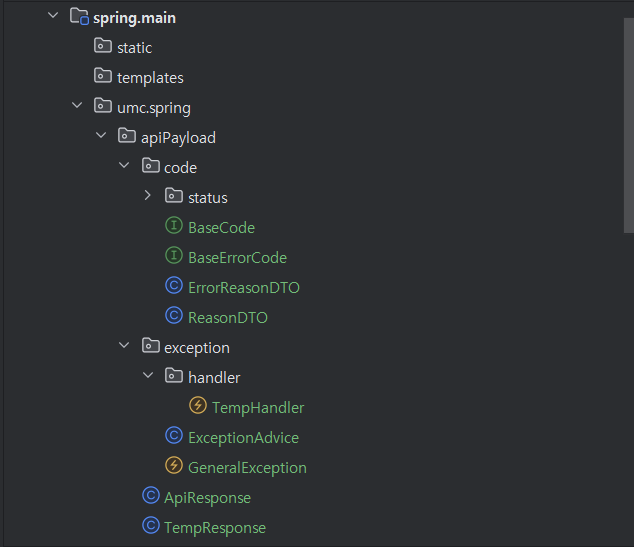 spring.main
static
templates
umc.spring
apiPayload
code
status
I BaseCode
I BaseErrorCode
C ErrorReasonDTO
C ReasonDTO
exception
handler
TempHandler
C ExceptionAdvice
GeneralException
C ApiResponse
C TempResponse